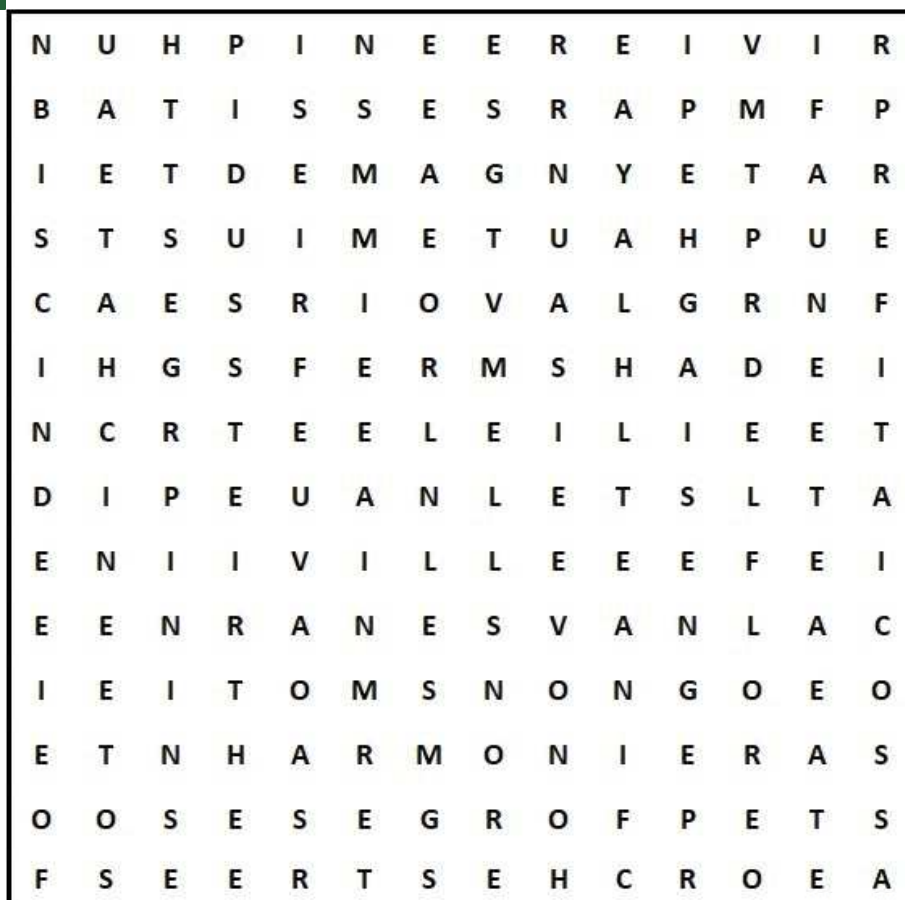 N U H P I N E E R E I V I R
B A T I S S E S R A P M F P
I E T D E M A G N Y E T A R
S T S U I M E T U A H P U E
C A E S R I O V A L G R N F
I H G S F E R M S H A D E I
N C R T E E L E I L I E E T
D I P E U A N L E T S L T A
E N I I V I L L E E E F E I
E E N R A N E S V A N L A C
I E I T O M S N O N G O E O
E T N H A R M O N I E R A S
O O S E S E G R O F P E T S
F S E E R T S E H C R O E A